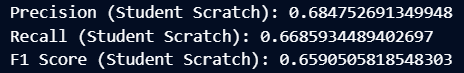 Precision (Student Scratch): 0.684752691349948
Recall (Student Scratch): 0.6685934489402697
F1 Score (Student Scratch): 0.6590505818548303